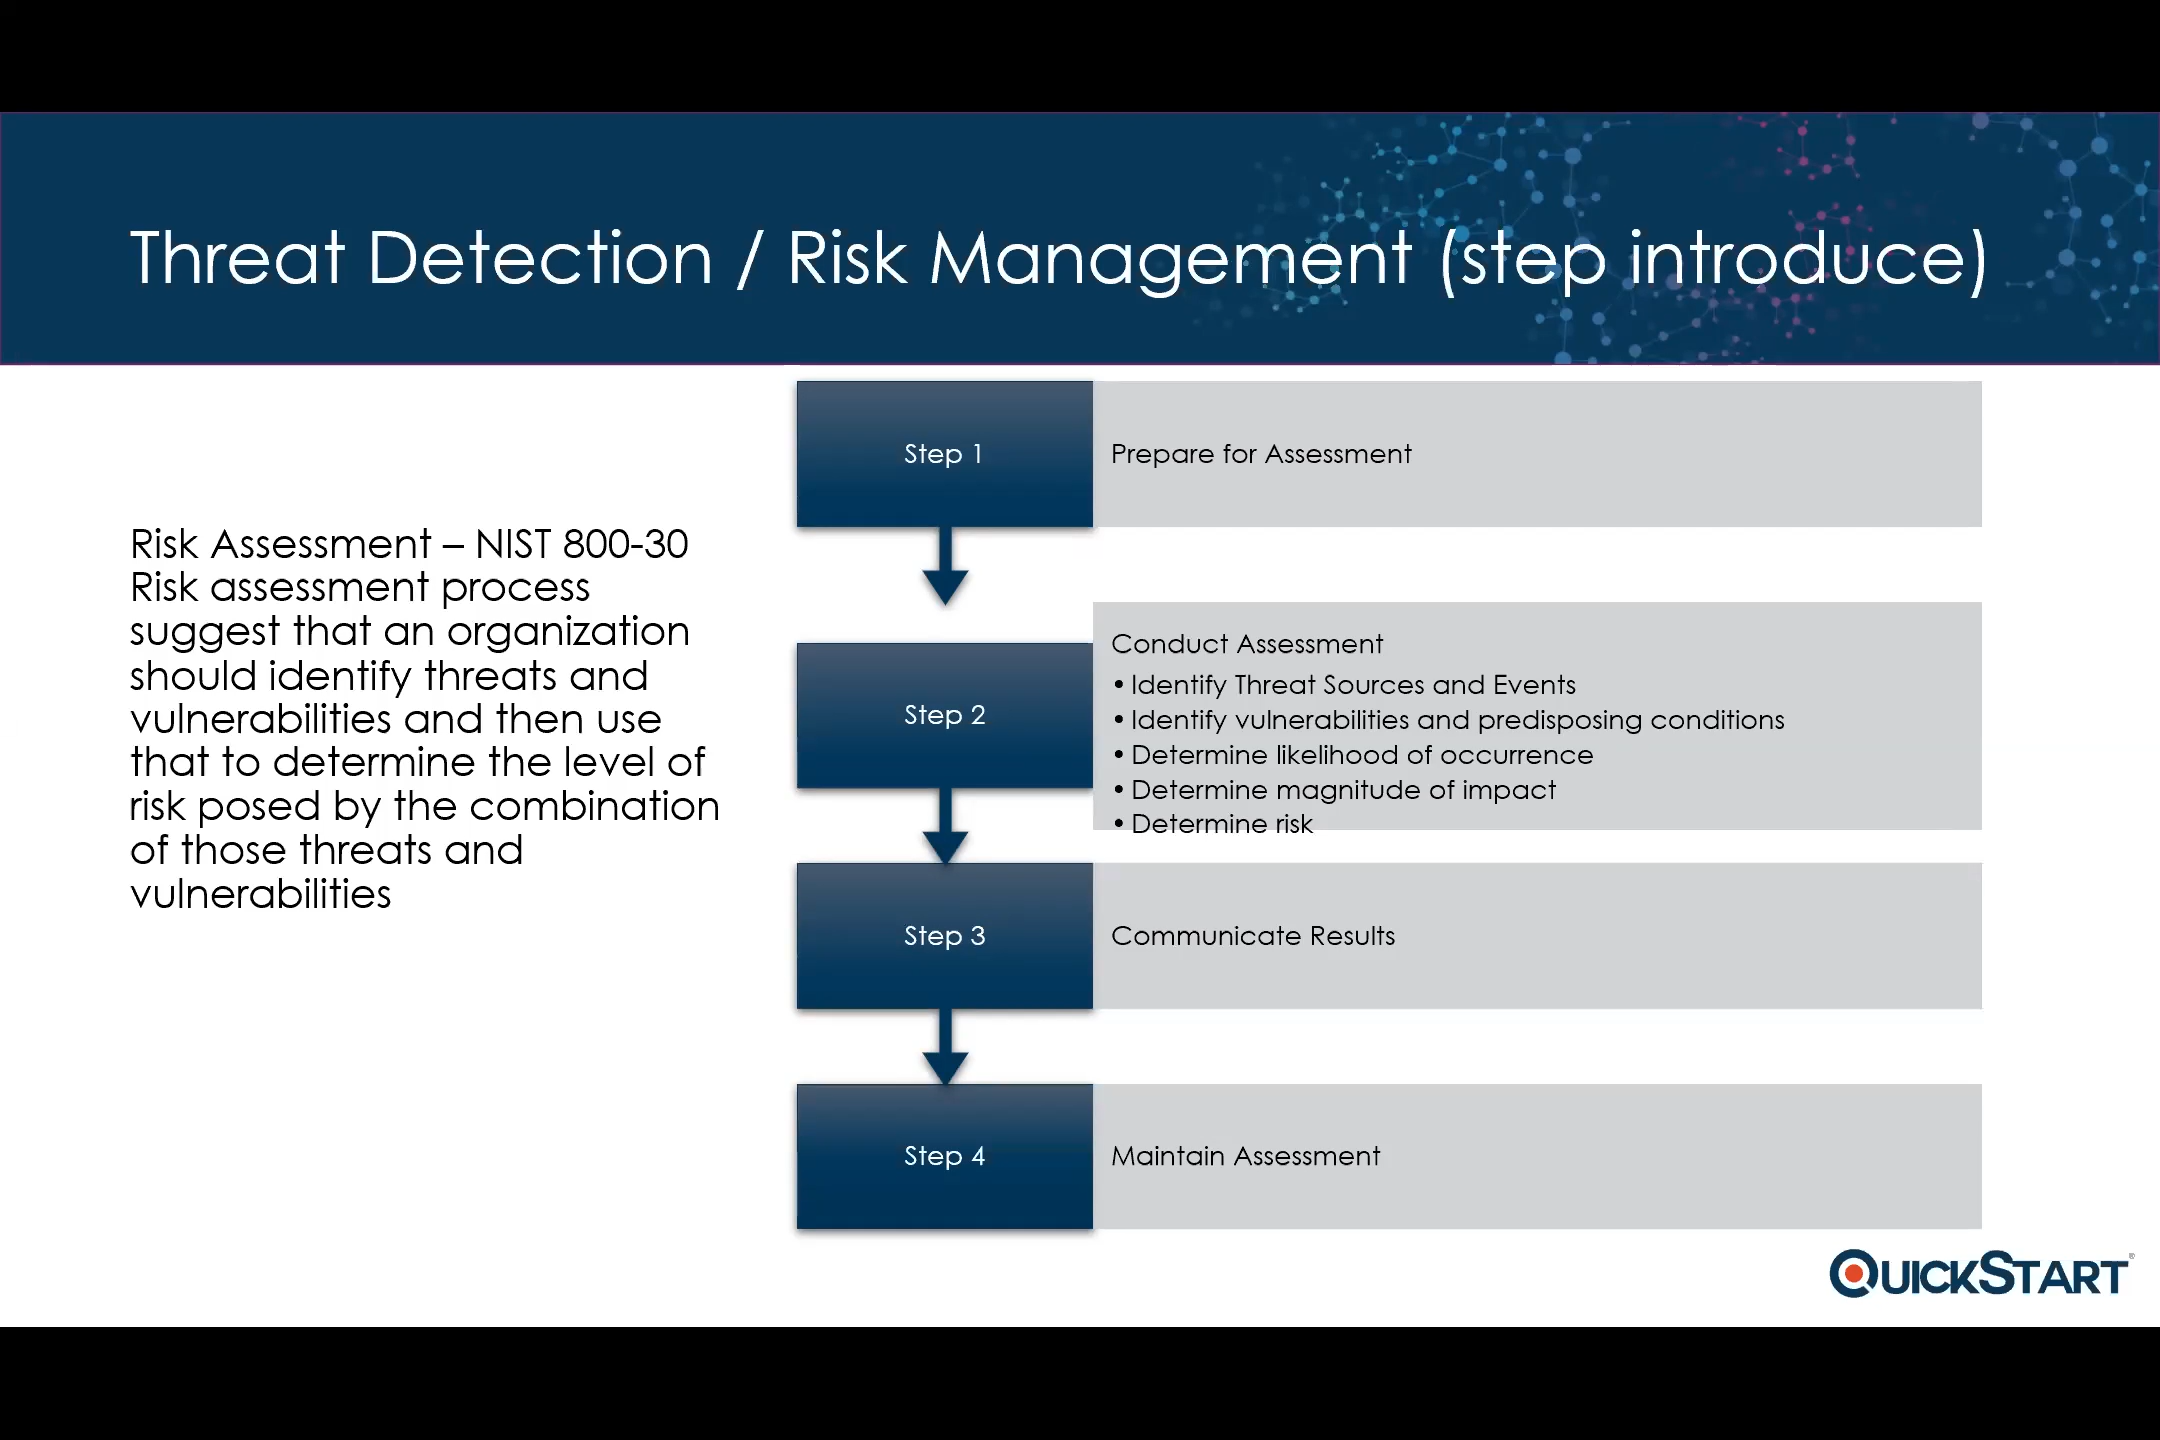 Threat Detection / Risk Management (step introduce)
Risk Assessment – NIST 800-30
Risk assessment process
suggest that an organization
should identify threats and
vulnerabilities and then use
that to determine the level of
risk posed by the combination
of those threats and
vulnerabilities
Step 1
Prepare for Assessment
Step 2
Conduct Assessment
• Identify Threat Sources and Events
• Identify vulnerabilities and predisposing conditions
• Determine likelihood of occurrence
• Determine magnitude of impact
• Determine risk
Step 3
Communicate Results
Step 4
Maintain Assessment
QUICKSTART®